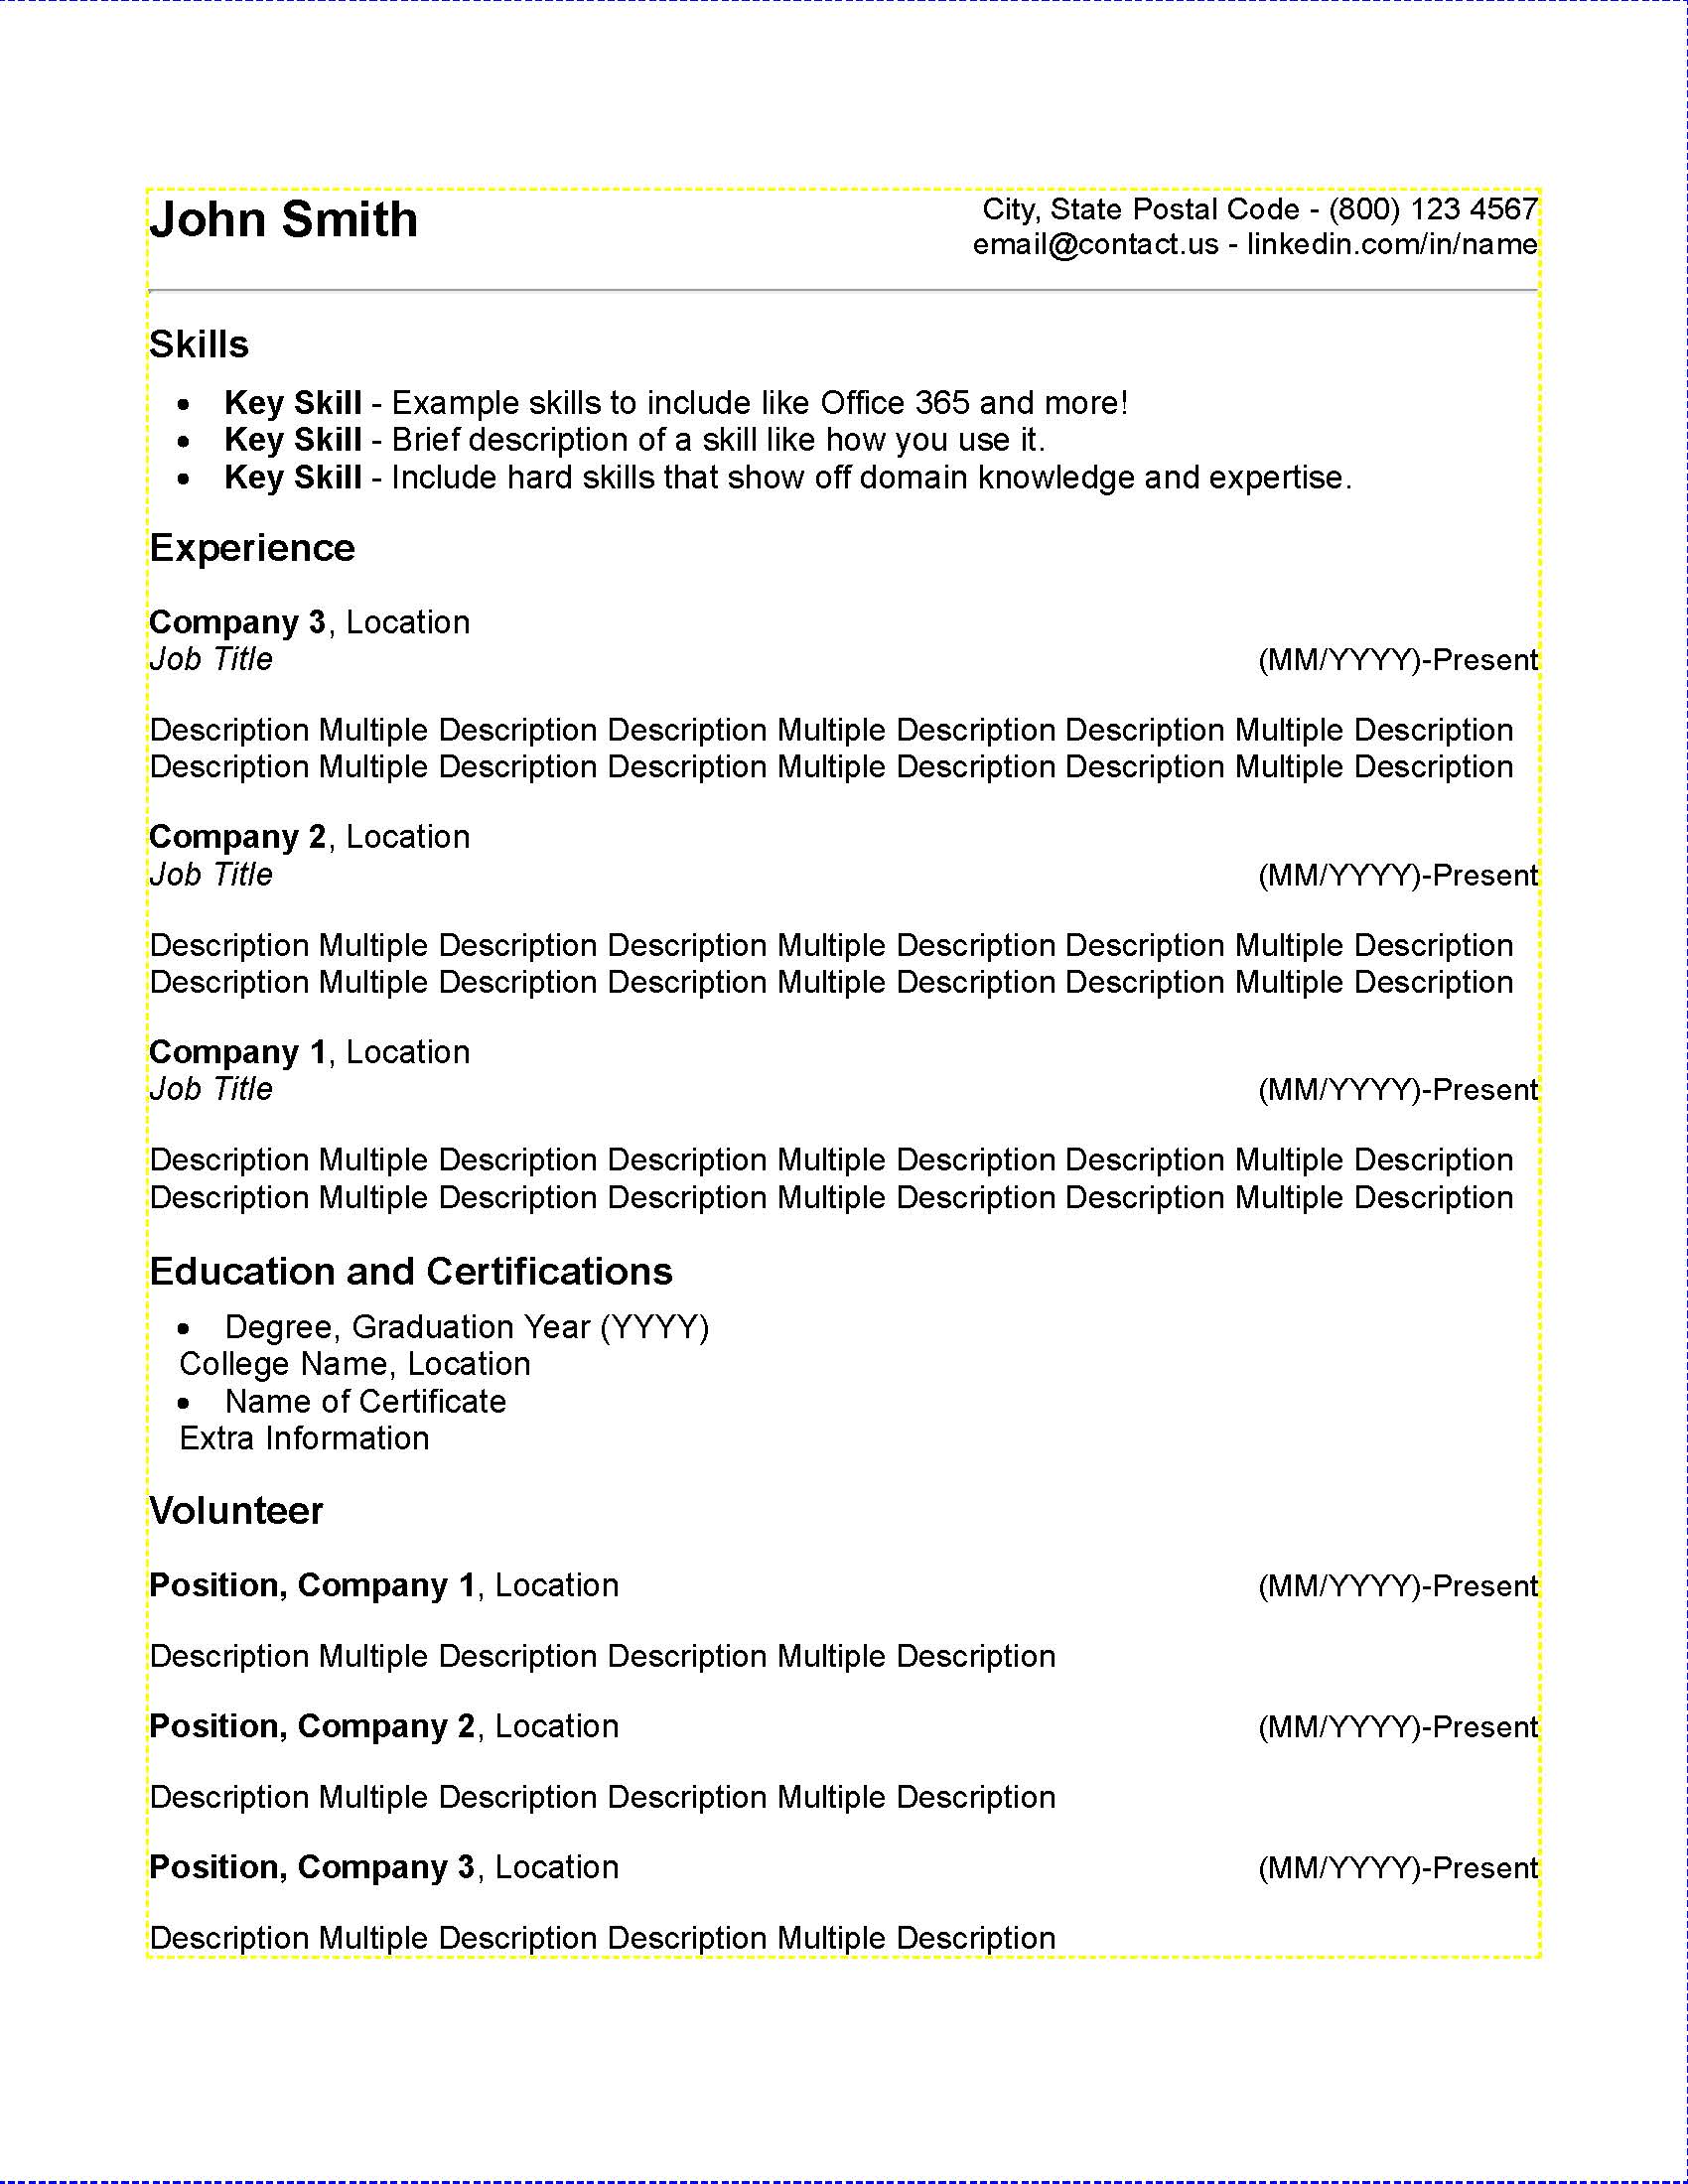 John Smith
City, State Postal Code - (800) 123 4567
email@contact.us - linkedin.com/in/name
Skills
• Key Skill - Example skills to include like Office 365 and more!
• Key Skill - Brief description of a skill like how you use it.
• Key Skill - Include hard skills that show off domain knowledge and expertise.
Experience
Company 3, Location
Job Title (MM/YYYY)-Present
Description Multiple Description Description Multiple Description Description Multiple Description
Description Multiple Description Description Multiple Description Description Multiple Description
Company 2, Location
Job Title (MM/YYYY)-Present
Description Multiple Description Description Multiple Description Description Multiple Description
Description Multiple Description Description Multiple Description Description Multiple Description
Company 1, Location
Job Title (MM/YYYY)-Present
Description Multiple Description Description Multiple Description Description Multiple Description
Description Multiple Description Description Multiple Description Description Multiple Description
Education and Certifications
• Degree, Graduation Year (YYYY)
College Name, Location
• Name of Certificate
Extra Information
Volunteer
Position, Company 1, Location (MM/YYYY)-Present
Description Multiple Description Description Multiple Description
Position, Company 2, Location (MM/YYYY)-Present
Description Multiple Description Description Multiple Description
Position, Company 3, Location (MM/YYYY)-Present
Description Multiple Description Description Multiple Description